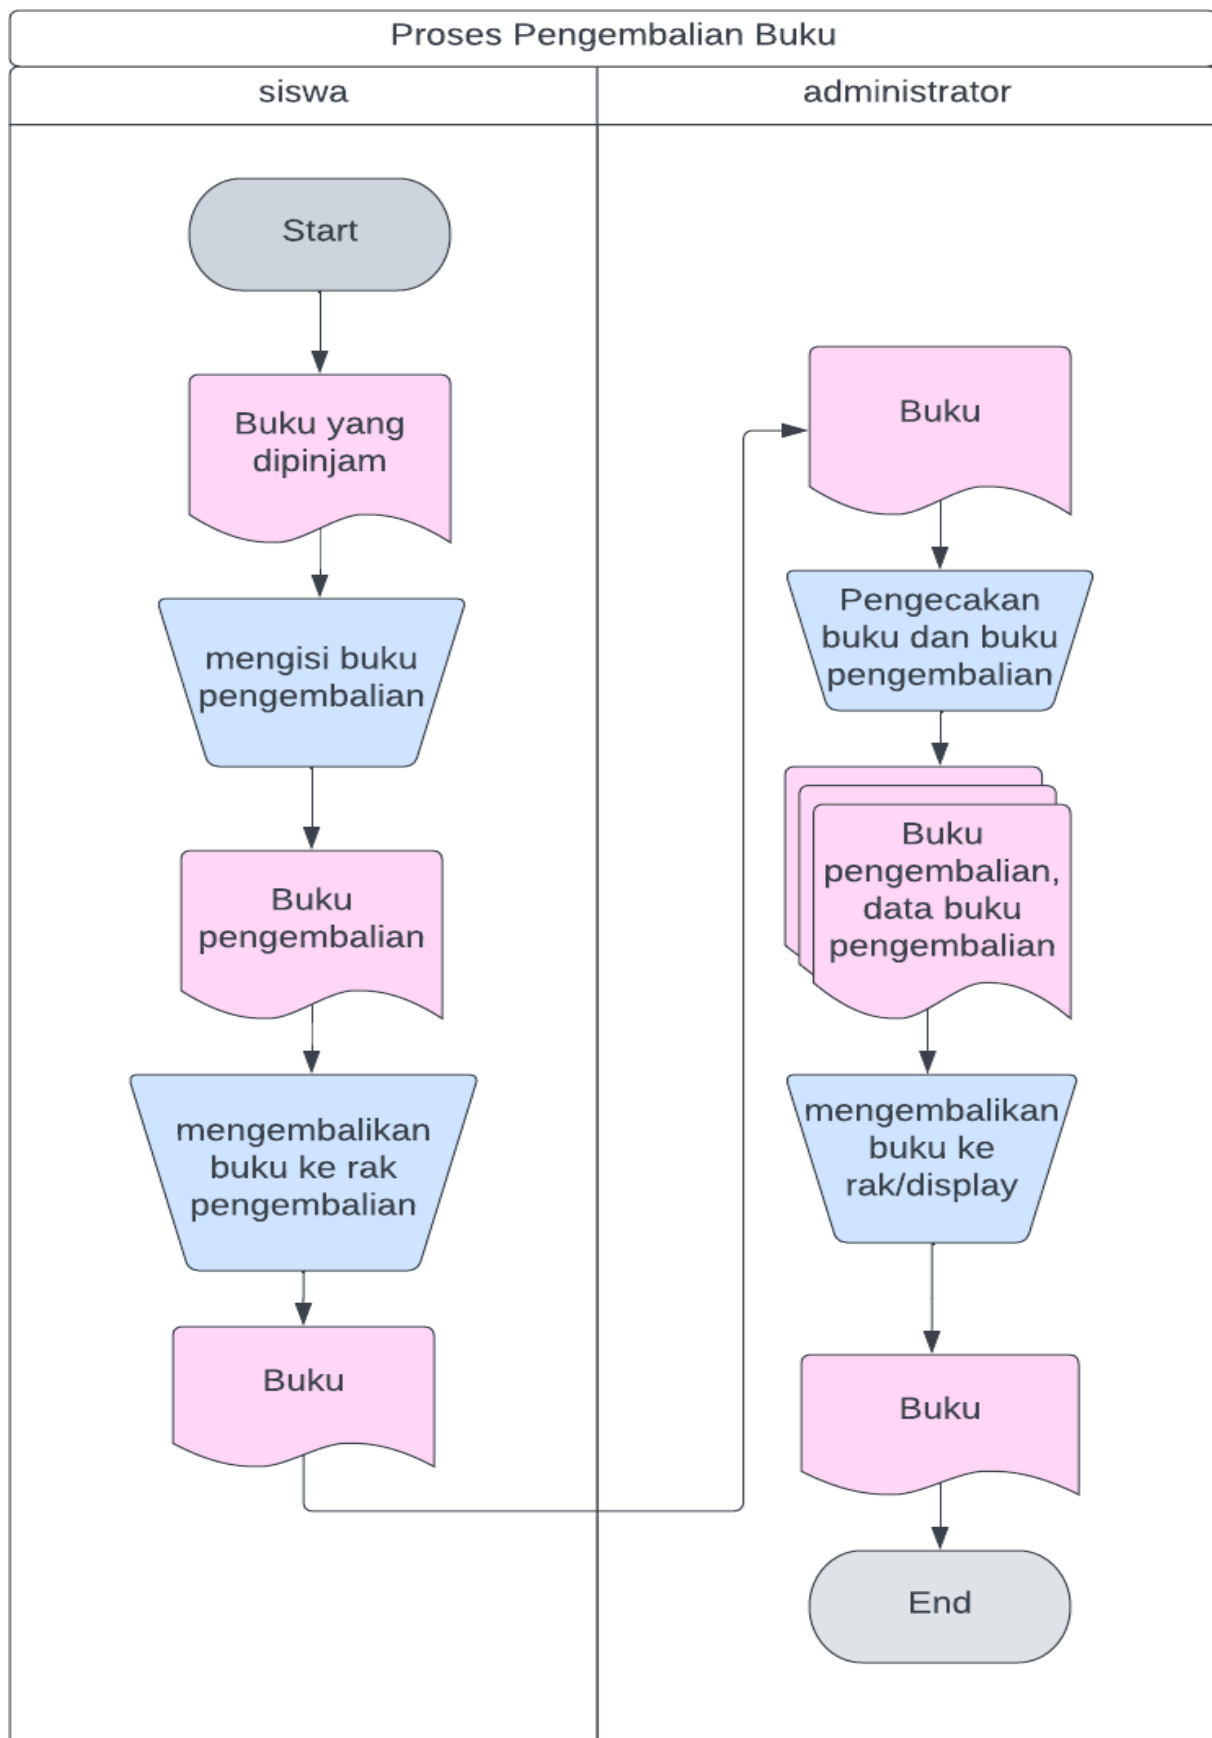 Proses Pengembalian Buku
siswa
administrator
Start
Buku yang
dipinjam
mengisi buku
pengembalian
Buku
pengembalian
mengembalikan
buku ke rak
pengembalian
Buku
Buku
Pengecakan
buku dan buku
pengembalian
Buku
pengembalian,
data buku
pengembalian
mengembalikan
buku ke
rak/display
Buku
End